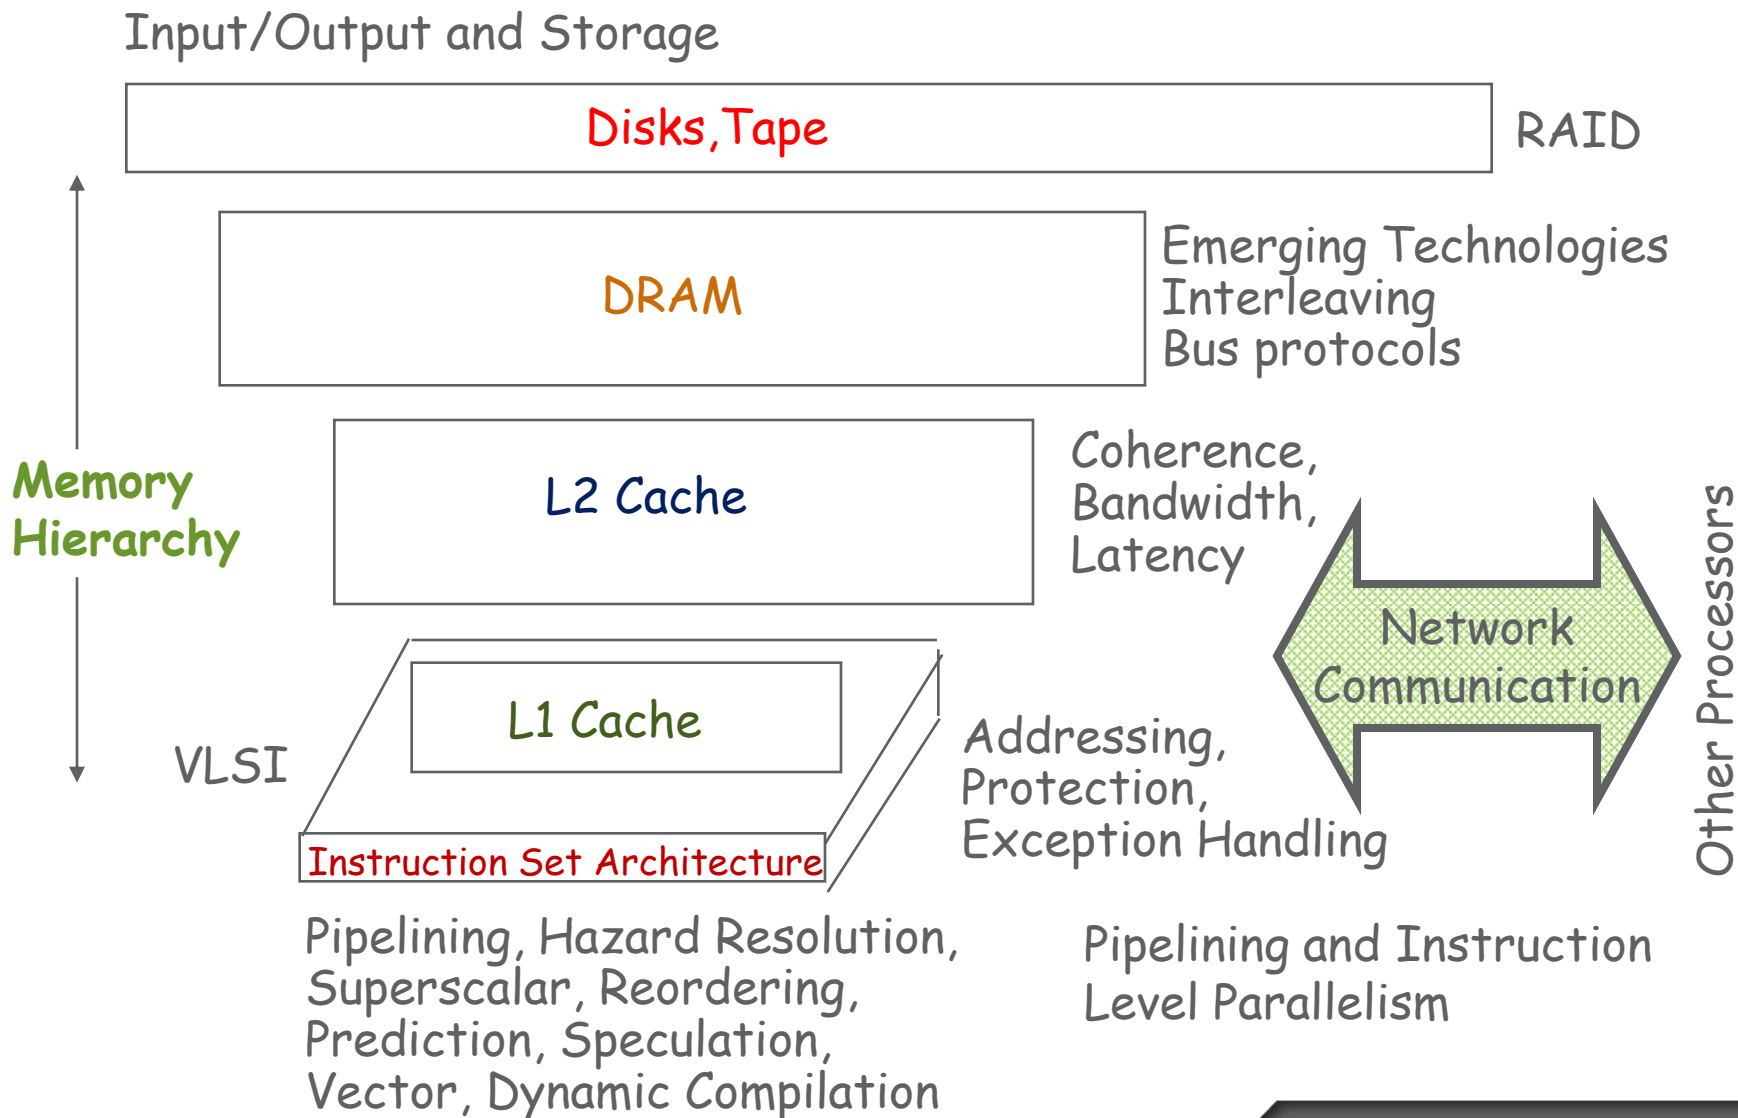 Input/Output and Storage
Disks,Tape
RAID
DRAM
Emerging Technologies
Interleaving
Bus protocols
Memory
Hierarchy
L2 Cache
Coherence,
Bandwidth,
Latency
Network
Communication
Other Processors
L1 Cache
VLSI
Addressing,
Protection,
Exception Handling
Instruction Set Architecture
Pipelining, Hazard Resolution,
Superscalar, Reordering,
Prediction, Speculation,
Vector, Dynamic Compilation
Pipelining and Instruction
Level Parallelism